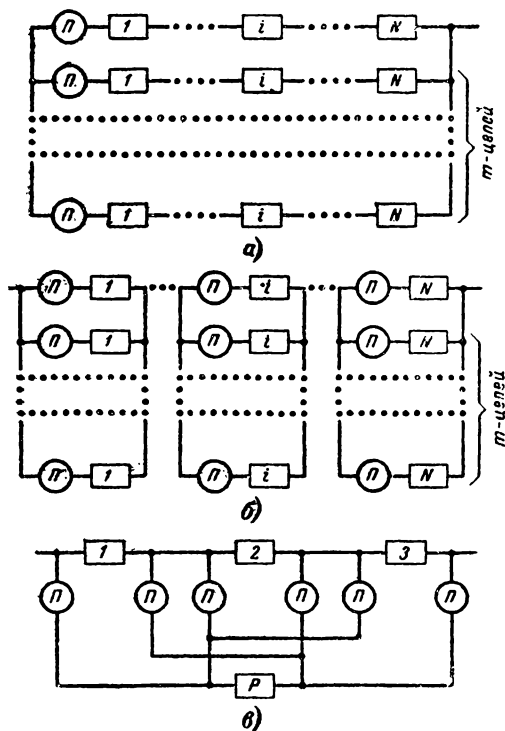 П 1 i N
П 1 i N
m-цепей
П 1 i N
а)
П 1 П i П N
П 1 П i П N
m-цепей
П 1 П i П N
б)
1 2 3
П П П П П П
Р
в)